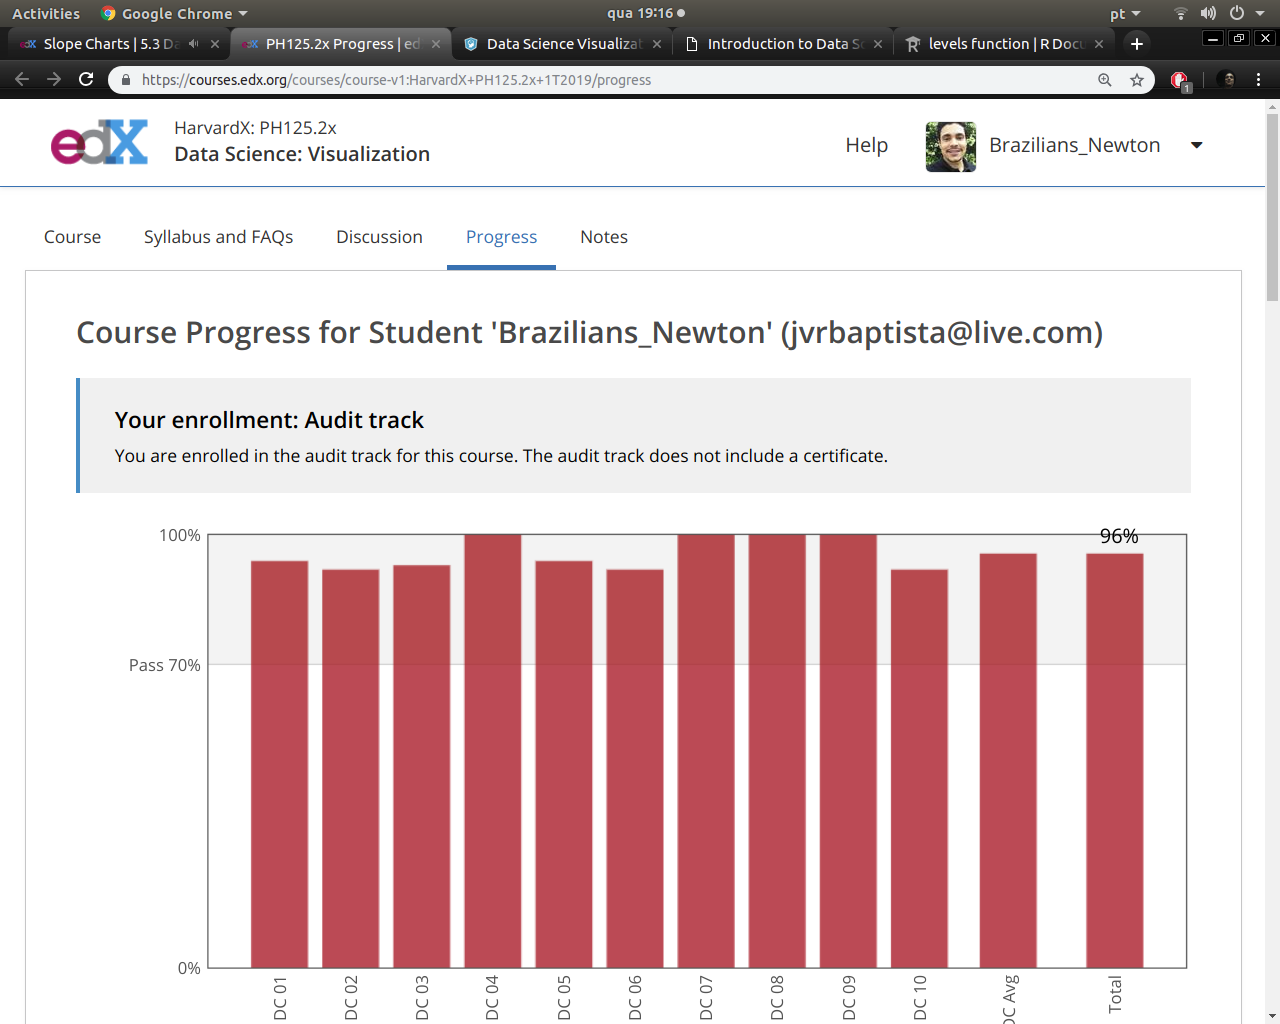 Activities Google Chrome qua 19:16 pt
Slope Charts | 5.3 Da PH125.2x Progress | ed Data Science Visualizat Introduction to Data Sc levels function | R Docu
https://courses.edx.org/courses/course-v1:HarvardX+PH125.2x+1T2019/progress 1
edX HarvardX: PH125.2x
Data Science: Visualization
Help Brazilians_Newton
Course Syllabus and FAQs Discussion Progress Notes
Course Progress for Student 'Brazilians_Newton' (jvrbaptista@live.com)
Your enrollment: Audit track
You are enrolled in the audit track for this course. The audit track does not include a certificate.
100%
96%
Pass 70%
0%
DC 01
DC 02
DC 03
DC 04
DC 05
DC 06
DC 07
DC 08
DC 09
DC 10
DC Avg
Total